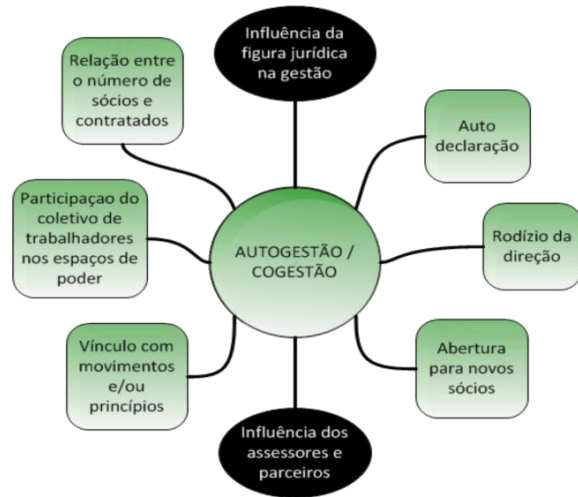 Influência da
figura jurídica
na gestão
Relação entre
o número de
sócios e
contratados
Auto
declaração
Participaçao do
coletivo de
trabalhadores
nos espaços de
poder
AUTOGESTÃO /
COGESTÃO
Rodízio da
direção
Vínculo com
movimentos
e/ou
princípios
Abertura
para novos
sócios
Influência dos
assessores e
parceiros